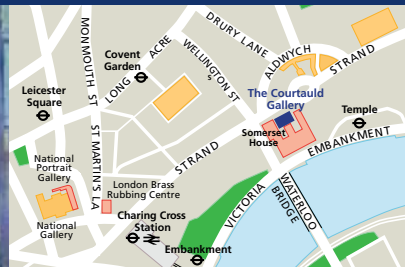 DRURY LANE
ALDWYCH
STRAND
MONMOUTH ST
Covent
Garden
LONG ACRE
WELLINGTON ST
Leicester
Square
The Courtauld
Gallery
Temple
Somerset
House
EMBANKMENT
STRAND
ST MARTIN'S LA
National
Portrait
Gallery
London Brass
Rubbing Centre
VICTORIA
WATERLOO
BRIDGE
National
Gallery
Charing Cross
Station
Embankment